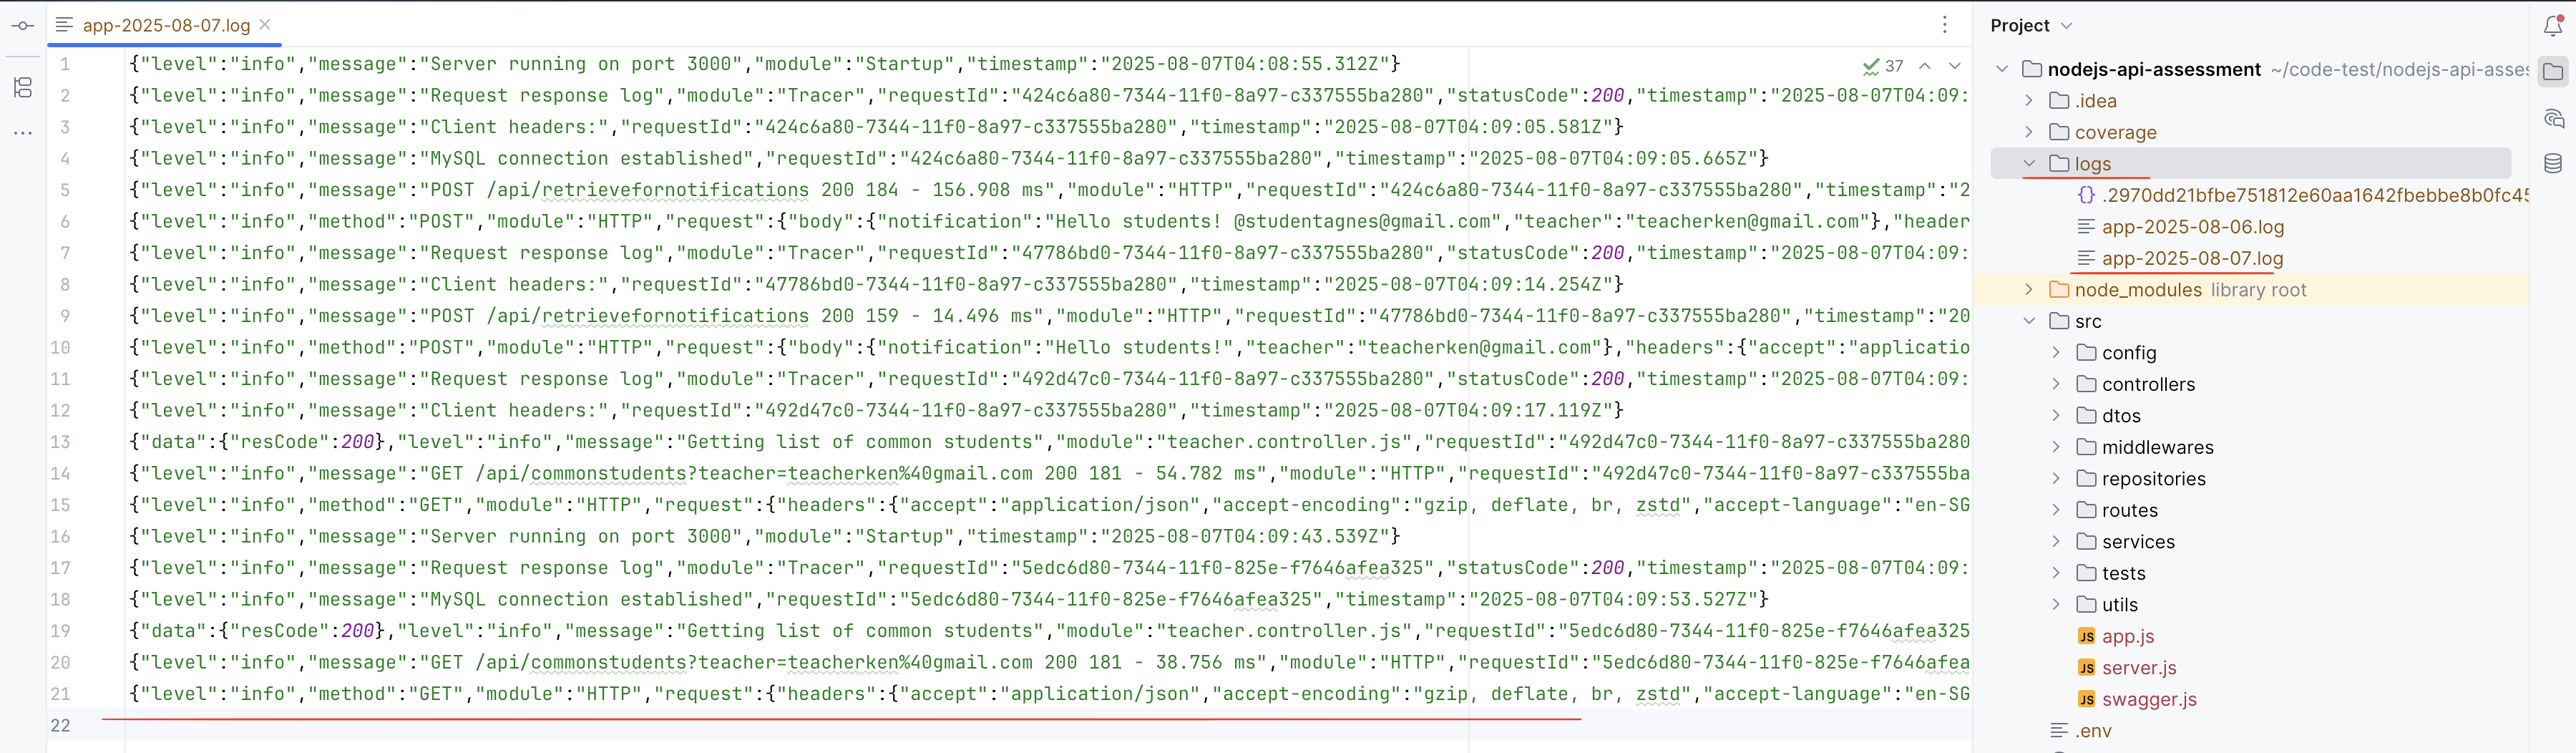 app-2025-08-07.log
1 {"level":"info","message":"Server running on port 3000","module":"Startup","timestamp":"2025-08-07T04:08:55.312Z"}
2 {"level":"info","message":"Request response log","module":"Tracer","requestId":"424c6a80-7344-11f0-8a97-c337555ba280","statusCode":200,"timestamp":"2025-08-07T04:09:
3 {"level":"info","message":"Client headers:","requestId":"424c6a80-7344-11f0-8a97-c337555ba280","timestamp":"2025-08-07T04:09:05.581Z"}
4 {"level":"info","message":"MySQL connection established","requestId":"424c6a80-7344-11f0-8a97-c337555ba280","timestamp":"2025-08-07T04:09:05.665Z"}
5 {"level":"info","message":"POST /api/retrievefornotifications 200 184 - 156.908 ms","module":"HTTP","requestId":"424c6a80-7344-11f0-8a97-c337555ba280","timestamp":"2
6 {"level":"info","method":"POST","module":"HTTP","request":{"body":{"notification":"Hello students! @studentagnes@gmail.com","teacher":"teacherken@gmail.com"},"header
7 {"level":"info","message":"Request response log","module":"Tracer","requestId":"47786bd0-7344-11f0-8a97-c337555ba280","statusCode":200,"timestamp":"2025-08-07T04:09:
8 {"level":"info","message":"Client headers:","requestId":"47786bd0-7344-11f0-8a97-c337555ba280","timestamp":"2025-08-07T04:09:14.254Z"}
9 {"level":"info","message":"POST /api/retrievefornotifications 200 159 - 14.496 ms","module":"HTTP","requestId":"47786bd0-7344-11f0-8a97-c337555ba280","timestamp":"20
10 {"level":"info","method":"POST","module":"HTTP","request":{"body":{"notification":"Hello students!","teacher":"teacherken@gmail.com"},"headers":{"accept":"applicatio
11 {"level":"info","message":"Request response log","module":"Tracer","requestId":"492d47c0-7344-11f0-8a97-c337555ba280","statusCode":200,"timestamp":"2025-08-07T04:09:
12 {"level":"info","message":"Client headers:","requestId":"492d47c0-7344-11f0-8a97-c337555ba280","timestamp":"2025-08-07T04:09:17.119Z"}
13 {"data":{"resCode":200},"level":"info","message":"Getting list of common students","module":"teacher.controller.js","requestId":"492d47c0-7344-11f0-8a97-c337555ba280
14 {"level":"info","message":"GET /api/commonstudents?teacher=teacherken%40gmail.com 200 181 - 54.782 ms","module":"HTTP","requestId":"492d47c0-7344-11f0-8a97-c337555ba
15 {"level":"info","method":"GET","module":"HTTP","request":{"headers":{"accept":"application/json","accept-encoding":"gzip, deflate, br, zstd","accept-language":"en-SG
16 {"level":"info","message":"Server running on port 3000","module":"Startup","timestamp":"2025-08-07T04:09:43.539Z"}
17 {"level":"info","message":"Request response log","module":"Tracer","requestId":"5edc6d80-7344-11f0-825e-f7646afea325","statusCode":200,"timestamp":"2025-08-07T04:09:
18 {"level":"info","message":"MySQL connection established","requestId":"5edc6d80-7344-11f0-825e-f7646afea325","timestamp":"2025-08-07T04:09:53.527Z"}
19 {"data":{"resCode":200},"level":"info","message":"Getting list of common students","module":"teacher.controller.js","requestId":"5edc6d80-7344-11f0-825e-f7646afea325
20 {"level":"info","message":"GET /api/commonstudents?teacher=teacherken%40gmail.com 200 181 - 38.756 ms","module":"HTTP","requestId":"5edc6d80-7344-11f0-825e-f7646afea
21 {"level":"info","method":"GET","module":"HTTP","request":{"headers":{"accept":"application/json","accept-encoding":"gzip, deflate, br, zstd","accept-language":"en-SG
22
37
Project
nodejs-api-assessment ~/code-test/nodejs-api-asses
.idea
coverage
logs
{} .2970dd21bfbe751812e60aa1642fbebbe8b0fc45
app-2025-08-06.log
app-2025-08-07.log
node_modules library root
src
config
controllers
dtos
middlewares
repositories
routes
services
tests
utils
JS app.js
JS server.js
JS swagger.js
.env